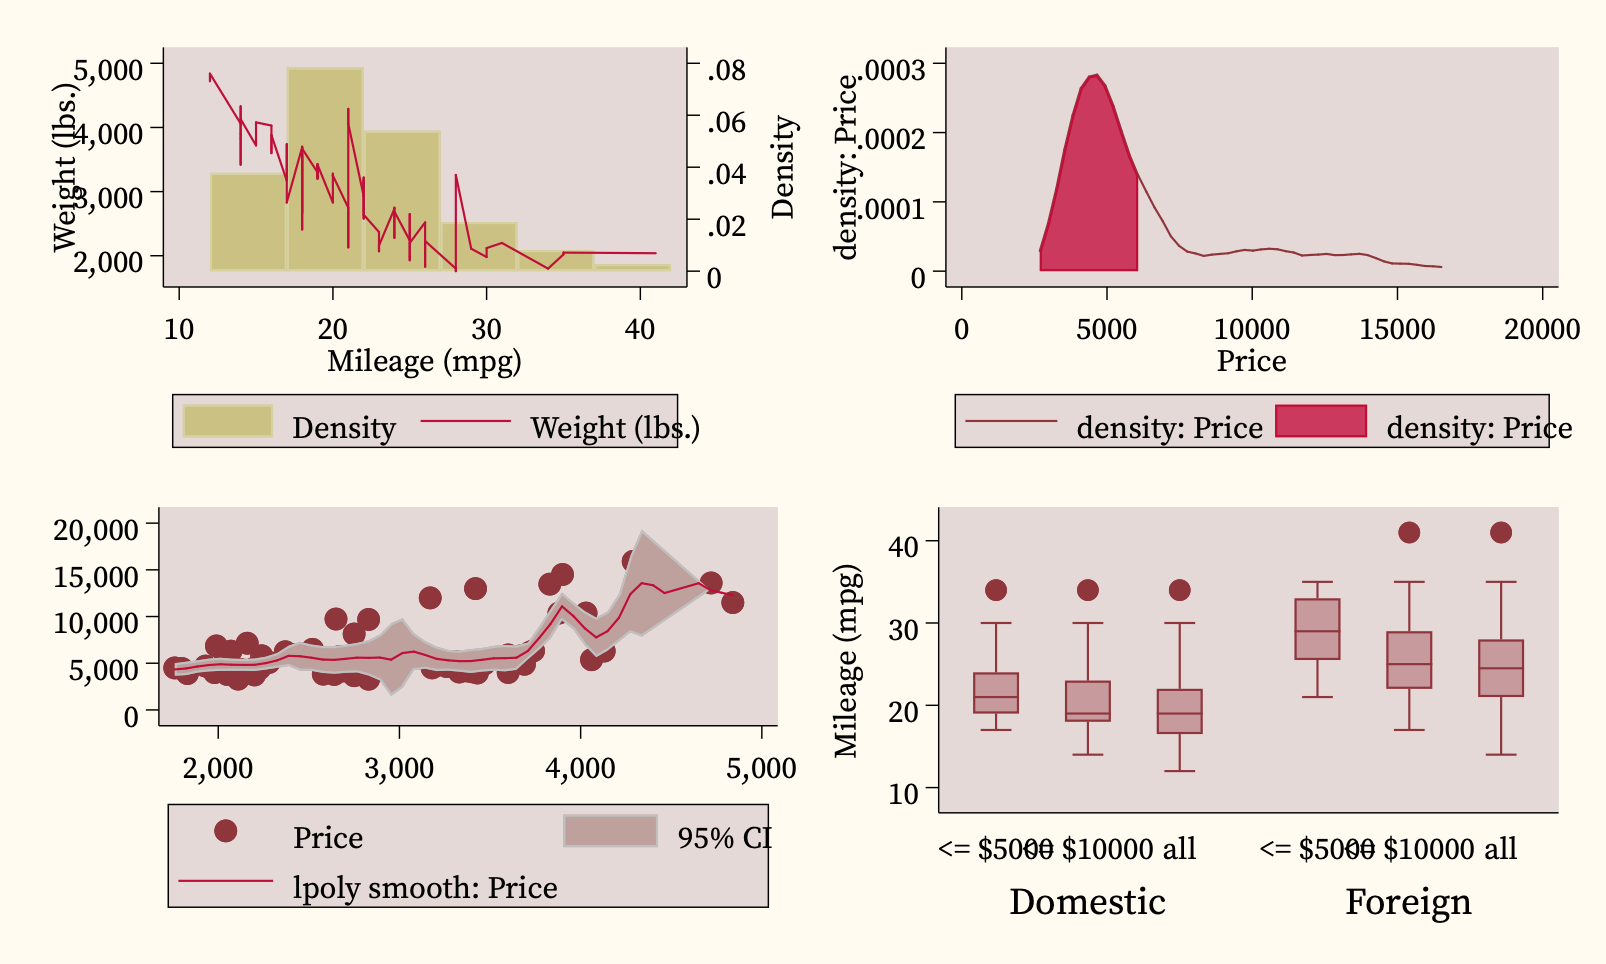 5,000
4,000
3,000
2,000
Weight (lbs.)
.08
.06
.04
.02
0
Density
10 20 30 40
Mileage (mpg)
Density Weight (lbs.)
.0003
.0002
.0001
0
density: Price
0 5000 10000 15000 20000
Price
density: Price density: Price
20,000
15,000
10,000
5,000
0
2,000 3,000 4,000 5,000
Price 95% CI
lpoly smooth: Price
40
30
20
10
Mileage (mpg)
<= $5000 <= $10000 all <= $5000 <= $10000 all
Domestic Foreign